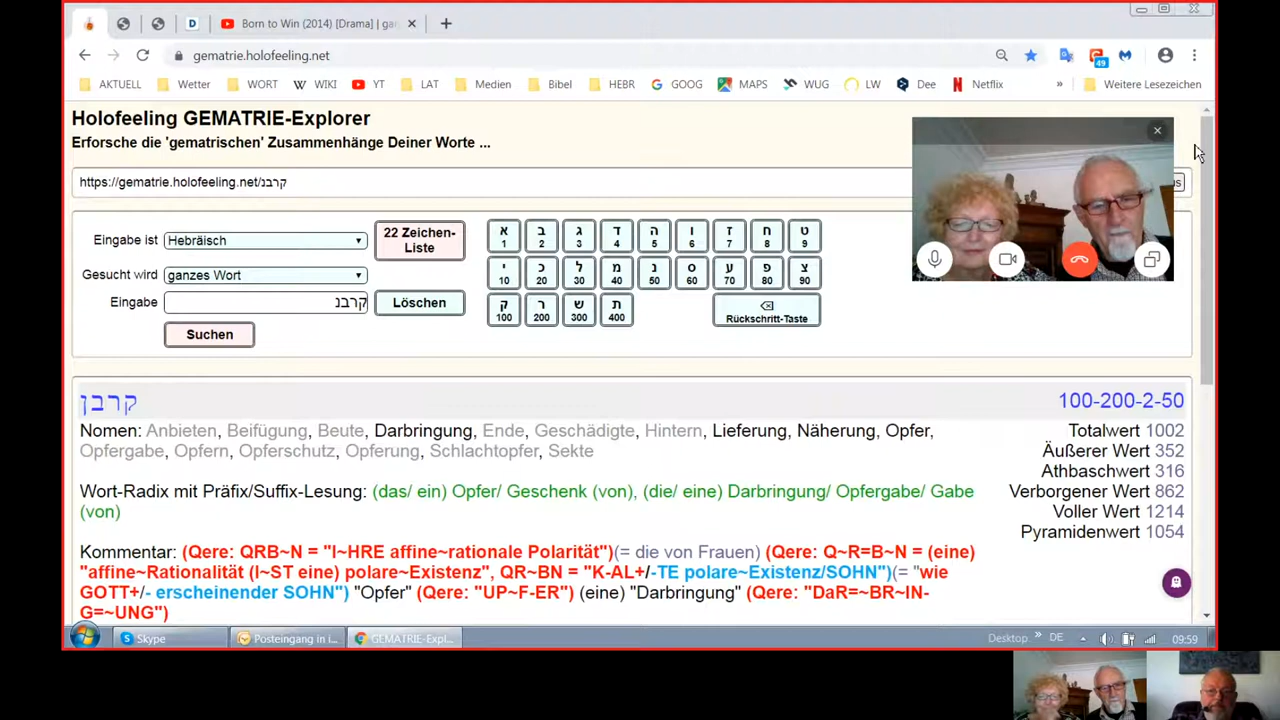 Born to Win (2014) [Drama] | ga
gematrie.holofeeling.net
49
AKTUELL Wetter WORT WIKI YT LAT Medien Bibel HEBR GOOG MAPS WUG LW Dee Netflix » Weitere Lesezeichen
Holofeeling GEMATRIE-Explorer
Erforsche die 'gematrischen' Zusammenhänge Deiner Worte ...
https://gematrie.holofeeling.net/קרבנ
Eingabe ist Hebräisch
22 Zeichen-
Liste
Gesucht wird ganzes Wort
Eingabe קרבנ Löschen
Suchen
א ב ג ד ה ו ז ח ט
1 2 3 4 5 6 7 8 9
י כ ל מ נ ס ע פ צ
10 20 30 40 50 60 70 80 90
ק ר ש ת
100 200 300 400 Rückschritt-Taste
קרבן 100-200-2-50
Nomen: Anbieten, Beifügung, Beute, Darbringung, Ende, Geschädigte, Hintern, Lieferung, Näherung, Opfer,
Opfergabe, Opfern, Opferschutz, Opferung, Schlachtopfer, Sekte
Totalwert 1002
Äußerer Wert 352
Athbaschwert 316
Verborgener Wert 862
Voller Wert 1214
Pyramidenwert 1054
Wort-Radix mit Präfix/Suffix-Lesung: (das/ ein) Opfer/ Geschenk (von), (die/ eine) Darbringung/ Opfergabe/ Gabe
(von)
Kommentar: (Qere: QRB~N = "I~HRE affine~rationale Polarität")(= die von Frauen) (Qere: Q~R=B~N = (eine)
"affine~Rationalität (I~ST eine) polare~Existenz", QR~BN = "K-AL+/-TE polare~Existenz/SOHN")(= "wie
GOTT+/- erscheinender SOHN") "Opfer" (Qere: "UP~F-ER") (eine) "Darbringung" (Qere: "DaR=~BR~IN-
G=~UNG")
Skype Posteingang in i... GEMATRIE-Expl... Desktop » DE 09:59